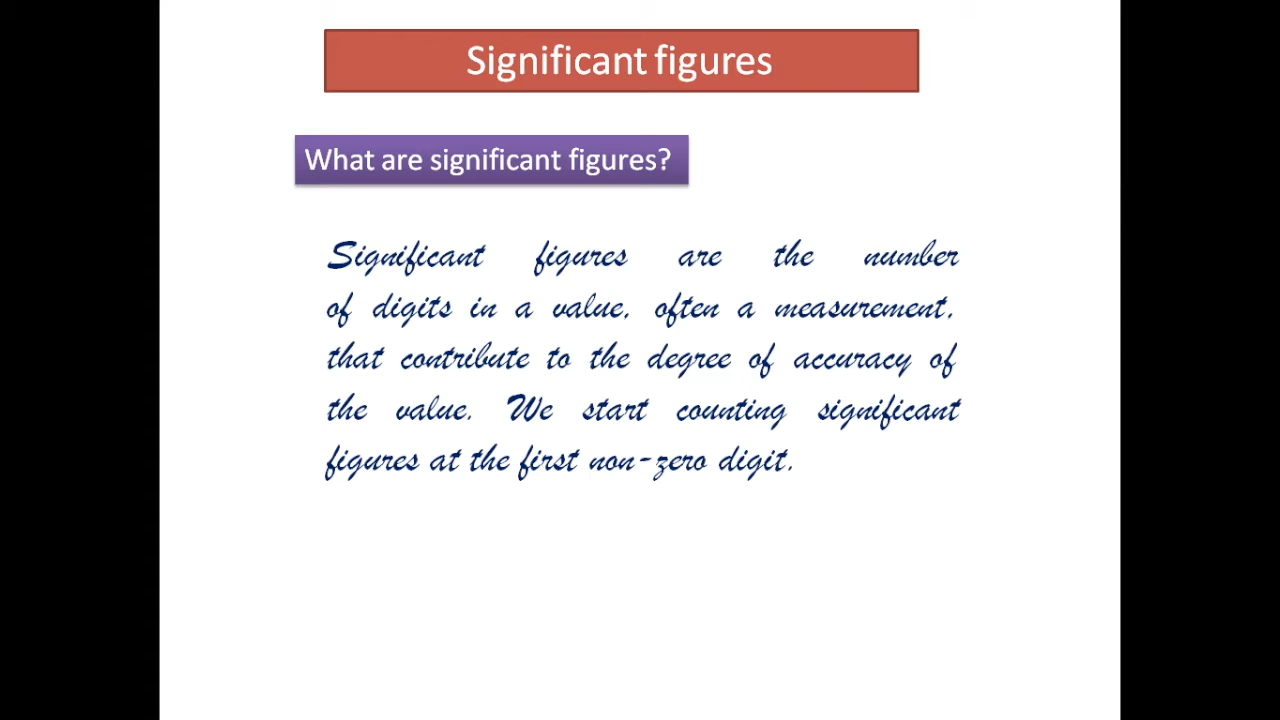 Significant figures
What are significant figures?
Significant figures are the number
of digits in a value, often a measurement,
that contribute to the degree of accuracy of
the value. We start counting significant
figures at the first non-zero digit.